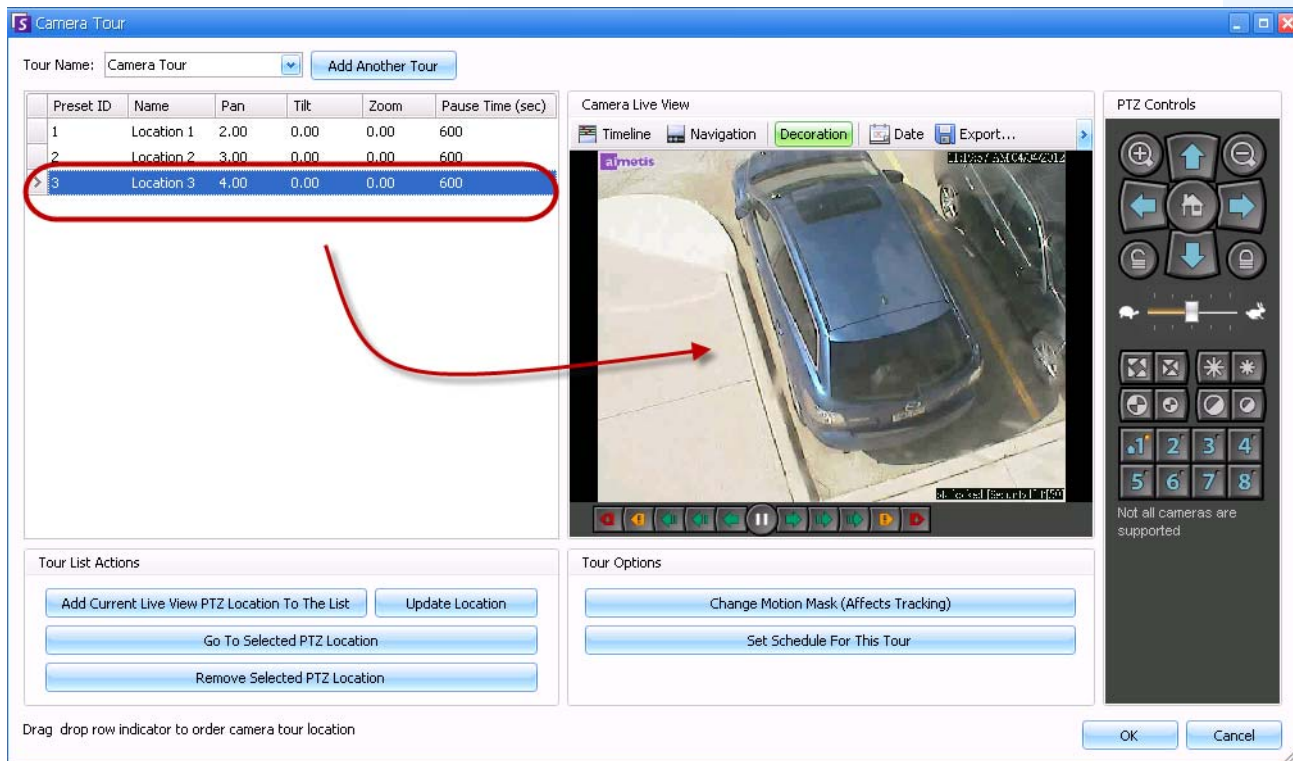 Camera Tour
Tour Name: Camera Tour Add Another Tour
Preset ID Name Pan Tilt Zoom Pause Time (sec)
1 Location 1 2.00 0.00 0.00 600
2 Location 2 3.00 0.00 0.00 600
3 Location 3 4.00 0.00 0.00 600
Camera Live View
Timeline Navigation Decoration Date Export...
aimetis
PTZ Controls
1 2 3 4
5 6 7 8
Not all cameras are
supported
Tour List Actions
Add Current Live View PTZ Location To The List Update Location
Go To Selected PTZ Location
Remove Selected PTZ Location
Tour Options
Change Motion Mask (Affects Tracking)
Set Schedule For This Tour
Drag drop row indicator to order camera tour location
OK Cancel